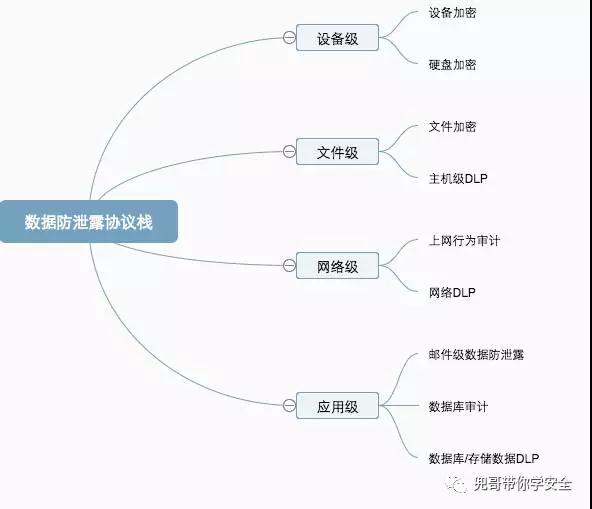 数据防泄露协议栈
设备级
设备加密
硬盘加密
文件级
文件加密
主机级DLP
网络级
上网行为审计
网络DLP
应用级
邮件级数据防泄露
数据库审计
数据库/存储数据DLP
兜哥带你学安全